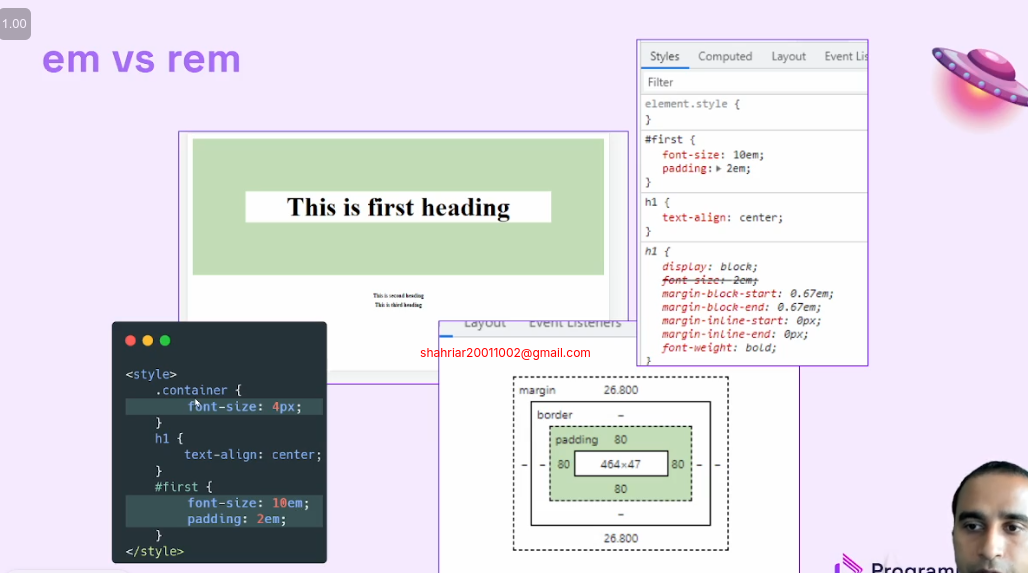 1.00
em vs rem
This is first heading
This is second heading
This is third heading
Styles Computed Layout Event Lis
Filter
element.style {
}
#first {
font-size: 10em;
padding: 2em;
}
h1 {
text-align: center;
}
h1 {
display: block;
font-size: 2em;
margin-block-start: 0.67em;
margin-block-end: 0.67em;
margin-inline-start: 0px;
margin-inline-end: 0px;
font-weight: bold;
}
Layout Event Listeners
shahriar20011002@gmail.com
margin 26.800
border –
padding 80
– – 80 464×47 80 – –
80
–
26.800
<style>
.container {
font-size: 4px;
}
h1 {
text-align: center;
}
#first {
font-size: 10em;
padding: 2em;
}
</style>
Program